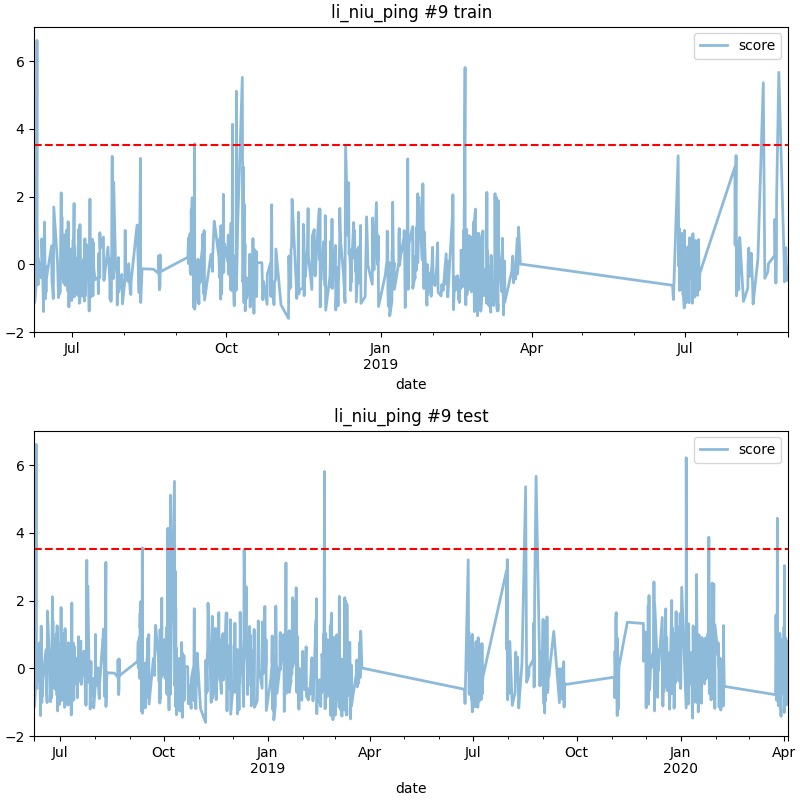 li_niu_ping #9 train
score
6
4
2
0
−2
Jul
Oct
Jan
2019
Apr
Jul
date
li_niu_ping #9 test
score
6
4
2
0
−2
Jul
Oct
Jan
2019
Apr
Jul
Oct
Jan
2020
Apr
date